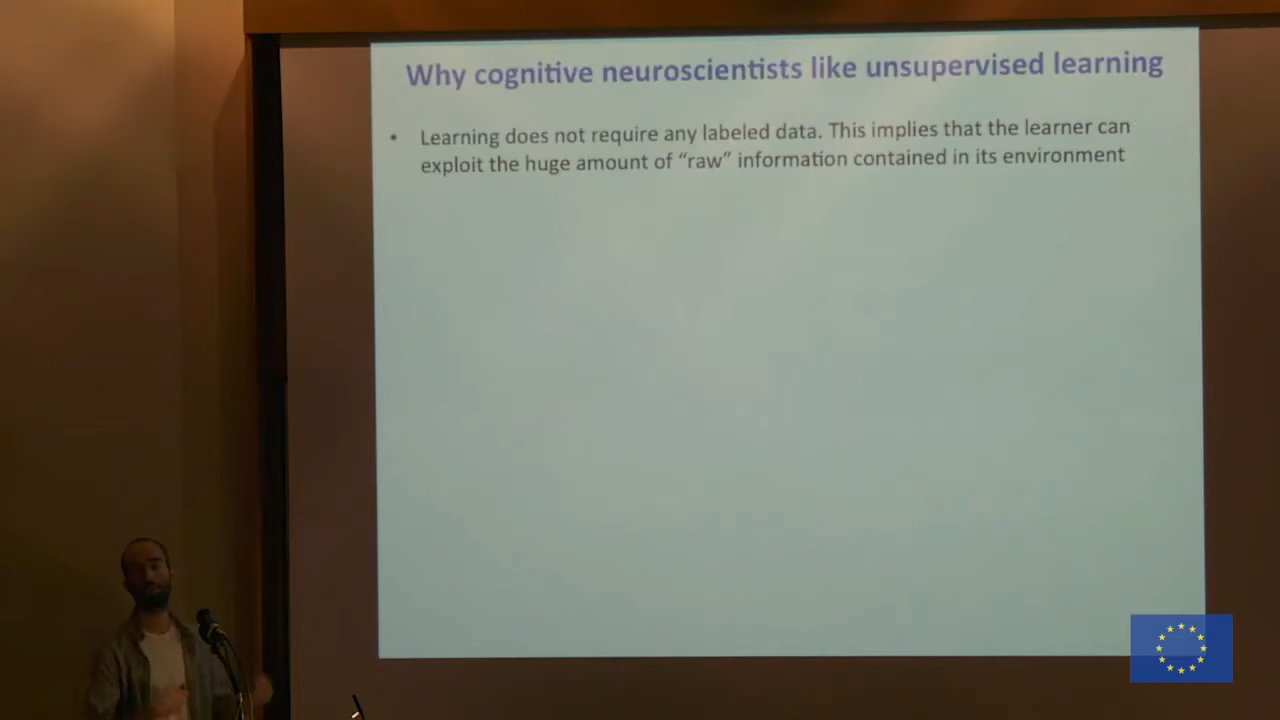 Why cognitive neuroscientists like unsupervised learning
• Learning does not require any labeled data. This implies that the learner can
exploit the huge amount of “raw” information contained in its environment